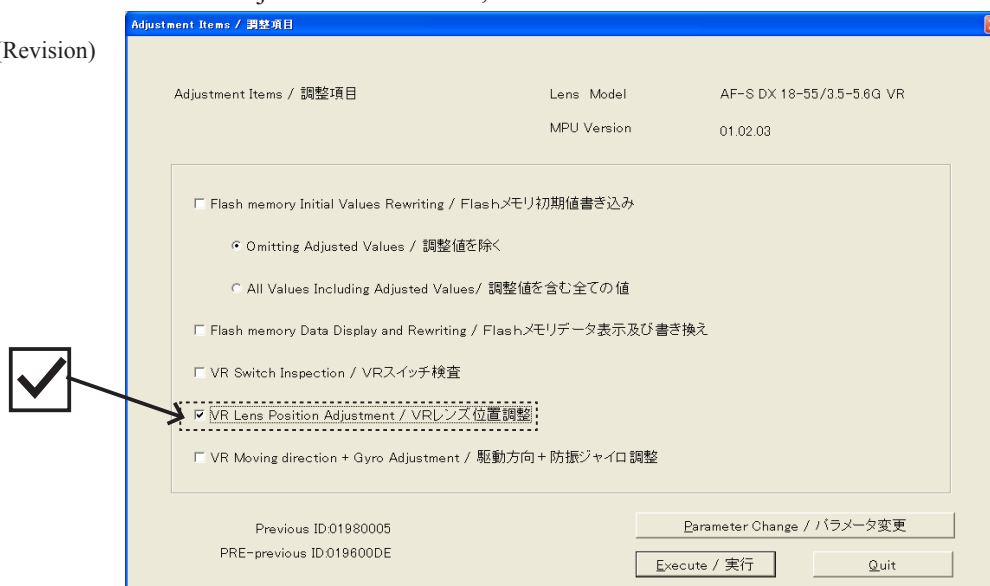 Adjustment Items / 調整項目
(Revision)
Adjustment Items / 調整項目 Lens Model AF-S DX 18-55/3.5-5.6G VR
MPU Version 01.02.03
Flash memory Initial Values Rewriting / Flashメモリ初期値書き込み
Omitting Adjusted Values / 調整値を除く
All Values Including Adjusted Values/ 調整値を含む全ての値
Flash memory Data Display and Rewriting / Flashメモリデータ表示及び書き換え
VR Switch Inspection / VRスイッチ検査
VR Lens Position Adjustment / VRレンズ位置調整
VR Moving direction + Gyro Adjustment / 駆動方向+防振ジャイロ調整
Previous ID:01980005 Parameter Change / パラメータ変更
PRE-previous ID:019600DE Execute / 実行 Quit